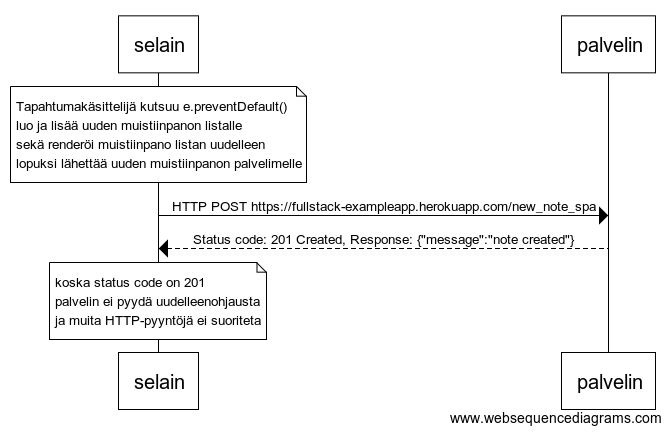 selain
palvelin
Tapahtumakäsittelijä kutsuu e.preventDefault()
luo ja lisää uuden muistiinpanon listalle
sekä renderöi muistiinpano listan uudelleen
lopuksi lähettää uuden muistiinpanon palvelimelle
HTTP POST https://fullstack-exampleapp.herokuapp.com/new_note_spa
Status code: 201 Created, Response: {"message":"note created"}
koska status code on 201
palvelin ei pyydä uudelleenohjausta
ja muita HTTP-pyyntöjä ei suoriteta
selain
palvelin
www.websequencediagrams.com